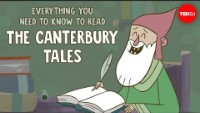 TED Ed
EVERYTHING YOU
NEED TO KNOW TO READ
THE CANTERBURY
TALES